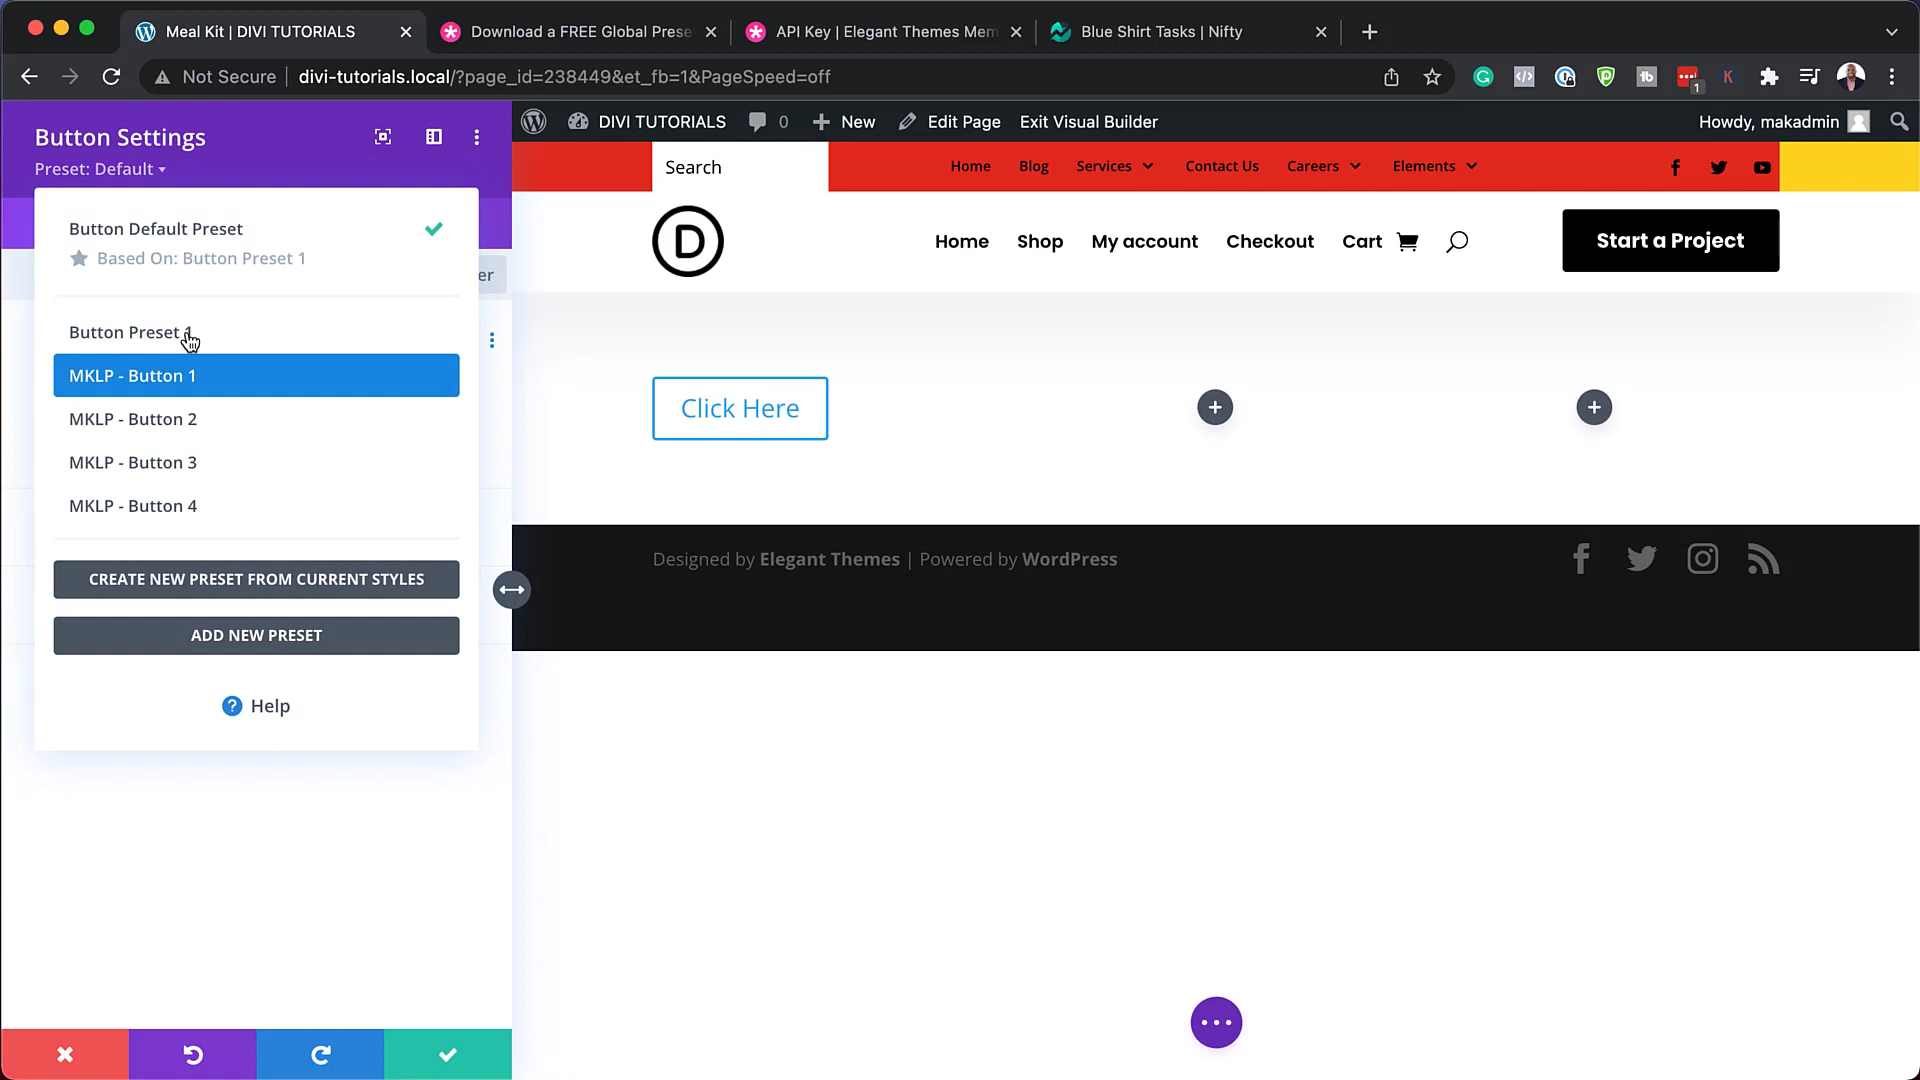 Meal Kit | DIVI TUTORIALS
Download a FREE Global Prese
API Key | Elegant Themes Mem
Blue Shirt Tasks | Nifty
Not Secure
divi-tutorials.local/?page_id=238449&et_fb=1&PageSpeed=off
1
Button Settings
Preset: Default
DIVI TUTORIALS
0
New
Edit Page
Exit Visual Builder
Howdy, makadmin
Search
Home
Blog
Services
Contact Us
Careers
Elements
D
Home
Shop
My account
Checkout
Cart
Start a Project
Button Default Preset
Based On: Button Preset 1
er
Button Preset 1
MKLP - Button 1
MKLP - Button 2
MKLP - Button 3
MKLP - Button 4
CREATE NEW PRESET FROM CURRENT STYLES
ADD NEW PRESET
Help
Click Here
Designed by Elegant Themes | Powered by WordPress